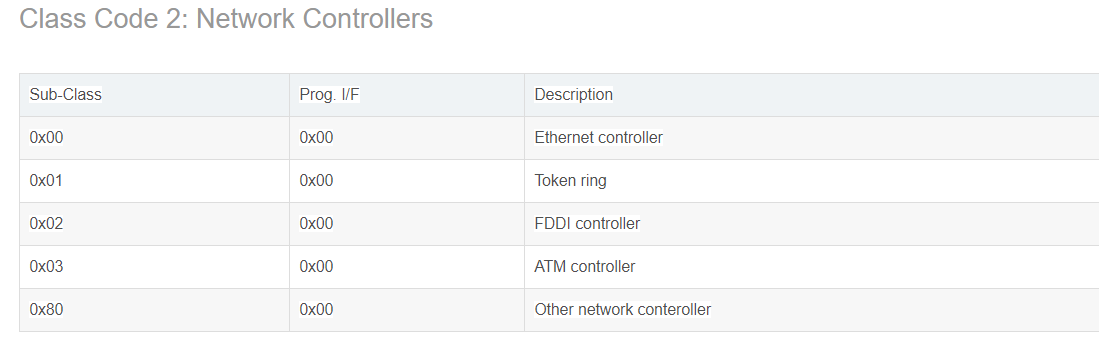 Class Code 2: Network Controllers
Sub-Class Prog. I/F Description
0x00 0x00 Ethernet controller
0x01 0x00 Token ring
0x02 0x00 FDDI controller
0x03 0x00 ATM controller
0x80 0x00 Other network conteroller